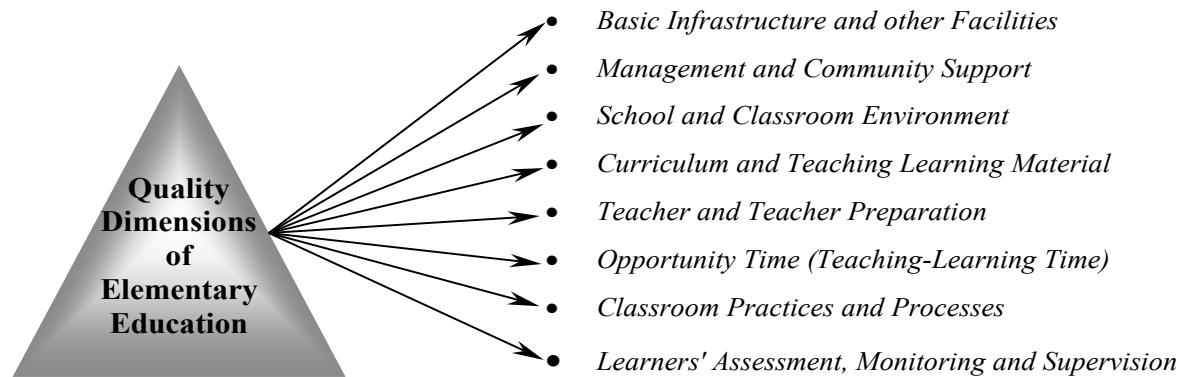 Quality
Dimensions
of
Elementary
Education
• Basic Infrastructure and other Facilities
• Management and Community Support
• School and Classroom Environment
• Curriculum and Teaching Learning Material
• Teacher and Teacher Preparation
• Opportunity Time (Teaching-Learning Time)
• Classroom Practices and Processes
• Learners' Assessment, Monitoring and Supervision